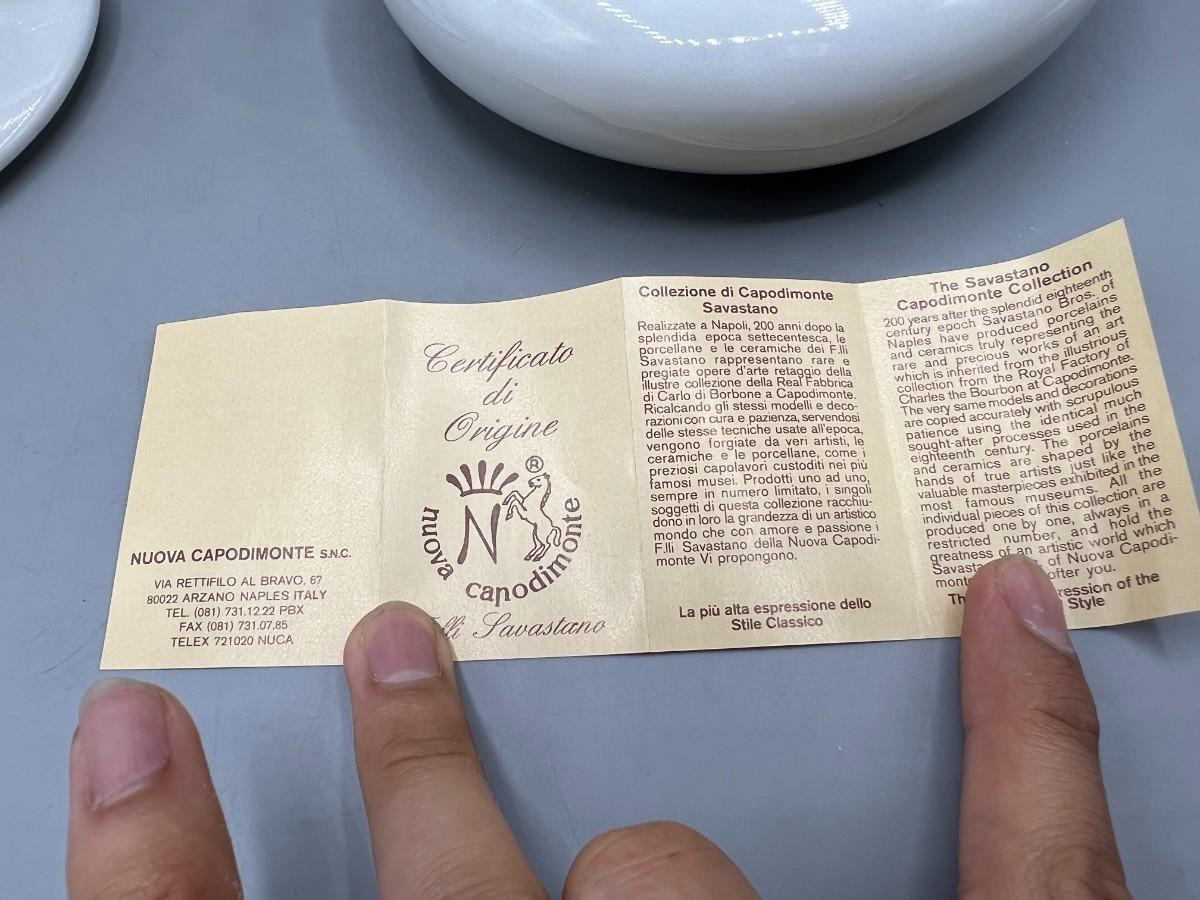 NUOVA CAPODIMONTE S.N.C.
VIA RETTIFILO AL BRAVO, 67
80022 ARZANO NAPLES ITALY
TEL. (081) 731.12.22 PBX
FAX (081) 731.07.85
TELEX 721020 NUCA
Certificato
di
Origine
®
N
nuova capodimonte
Savastano
Collezione di Capodimonte
Savastano
Realizzate a Napoli, 200 anni dopo la
splendida epoca settecentesca, le
porcellane e le ceramiche dei F.lli
Savastano rappresentano rare e
pregiate opere d'arte retaggio della
illustre collezione della Real Fabbrica
di Carlo di Borbone a Capodimonte.
Ricalcando gli stessi modelli e deco-
razioni con cura e pazienza, servendosi
delle stesse tecniche usate all'epoca,
vengono forgiate da veri artisti, le
ceramiche e le porcellane, come i
preziosi capolavori custoditi nei più
famosi musei. Prodotti uno ad uno,
sempre in numero limitato, i singoli
soggetti di questa collezione racchiu-
dono in loro la grandezza di un artistico
mondo che con amore e passione i
F.lli Savastano della Nuova Capodi-
monte Vi propongono.
La più alta espressione dello
Stile Classico
The Savastano
Capodimonte Collection
200 years after the splendid eighteenth
century epoch Savastano Bros. of
Naples have produced porcelains
and ceramics truly representing the
rare and precious works of an art
which is inherited from the illustrious
collection from the Royal Factory of
Charles the Bourbon at Capodimonte.
The very same models and decorations
are copied accurately with scrupulous
patience using the identical much
sought-after processes used in the
eighteenth century. The porcelains
and ceramics are shaped by the
hands of true artists just like the
valuable masterpieces exhibited in the
most famous museums. All the
individual pieces of this collection are
produced one by one, always in a
restricted number, and hold the
greatness of an artistic world which
of Nuova Capodi-
you.
of the
Style